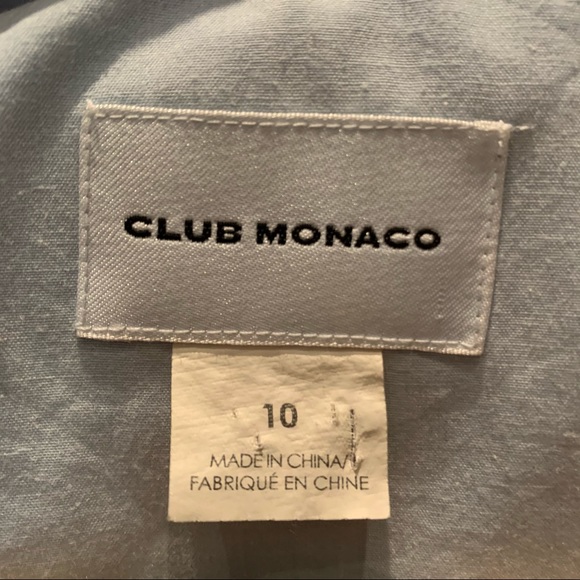 CLUB MONACO
10
MADE IN CHINA/
FABRIQUÉ EN CHINE